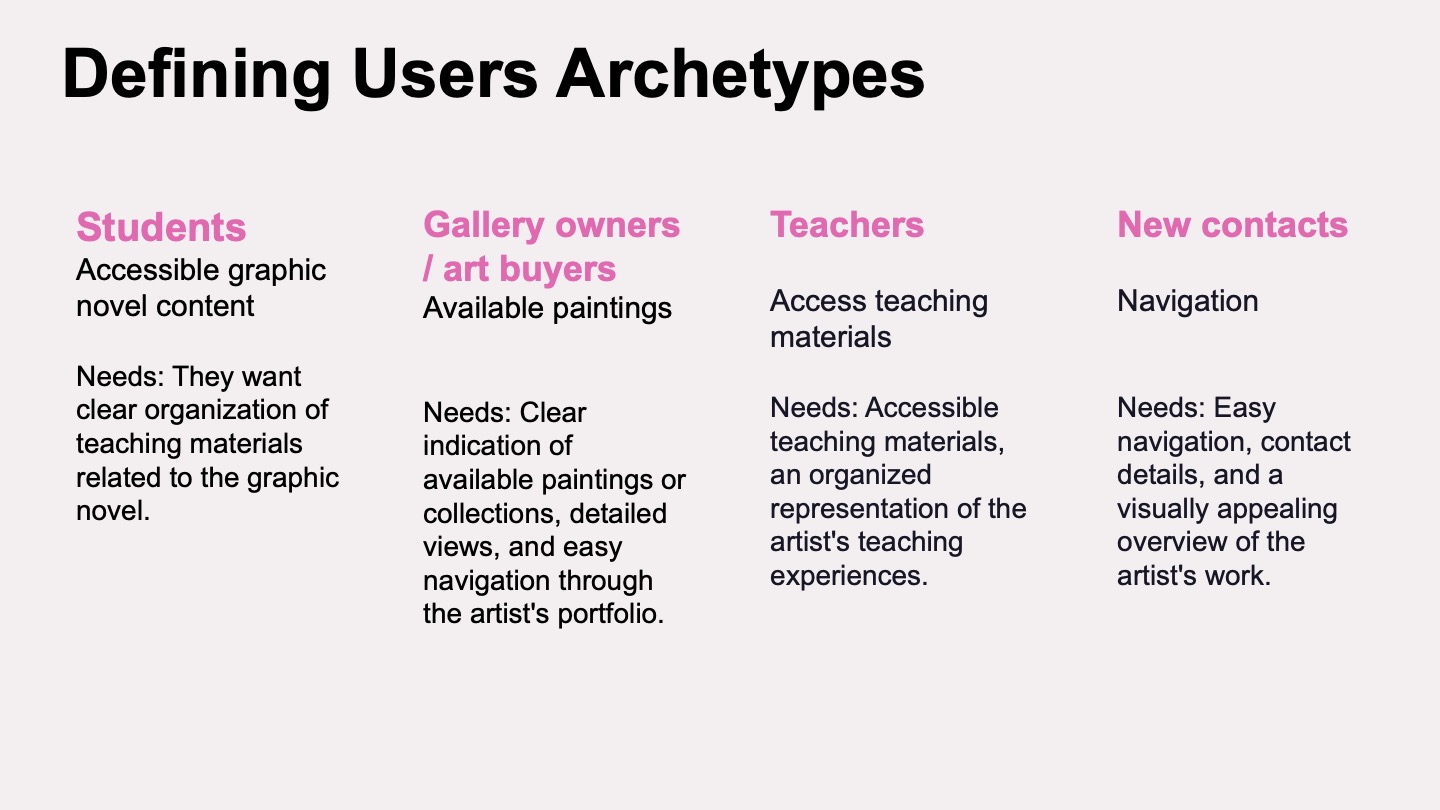 Defining Users Archetypes
Students
Accessible graphic
novel content
Needs: They want
clear organization of
teaching materials
related to the graphic
novel.
Gallery owners
/ art buyers
Available paintings
Needs: Clear
indication of
available paintings or
collections, detailed
views, and easy
navigation through
the artist's portfolio.
Teachers
Access teaching
materials
Needs: Accessible
teaching materials,
an organized
representation of the
artist's teaching
experiences.
New contacts
Navigation
Needs: Easy
navigation, contact
details, and a
visually appealing
overview of the
artist's work.